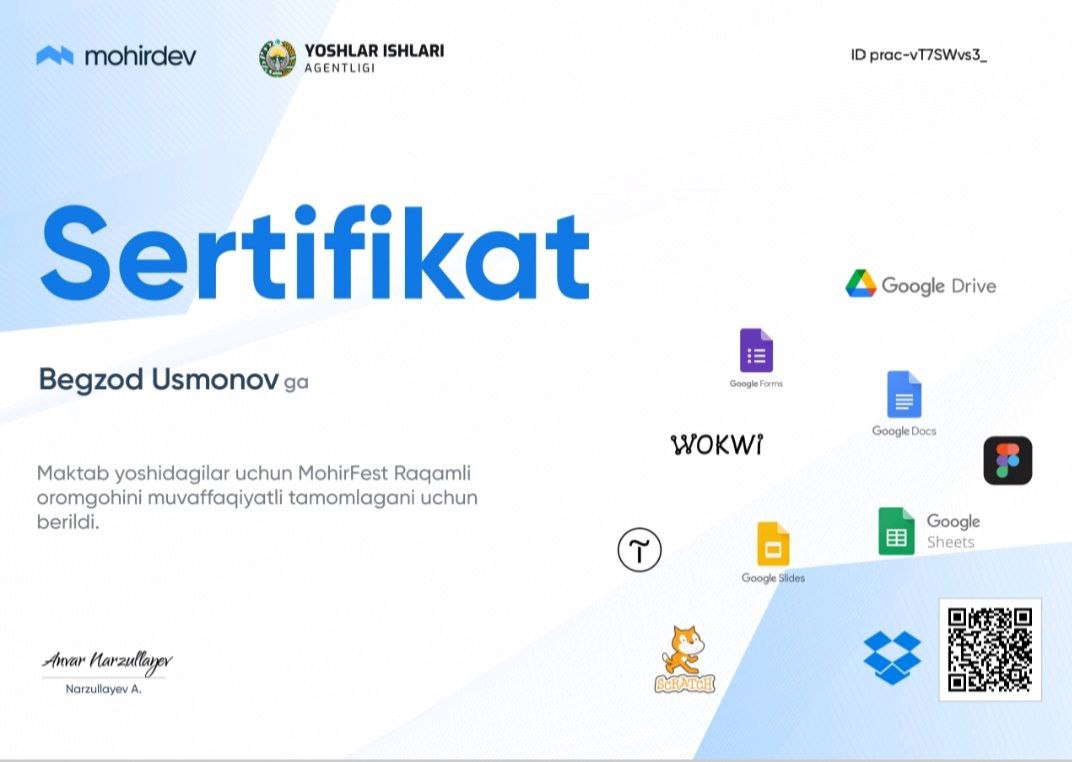 mohirdev
YOSHLAR ISHLARI
AGENTLIGI
ID prac-vT7SWvs3_
Sertifikat
Begzod Usmonov ga
Maktab yoshidagilar uchun MohirFest Raqamli
oromgohini muvaffaqiyatli tamomlagani uchun
berildi.
Anvar Narzullayev
Narzullayev A.
Google Drive
Google Forms
Google Docs
WOKWi
Google
Sheets
Google Slides
SCRATCH